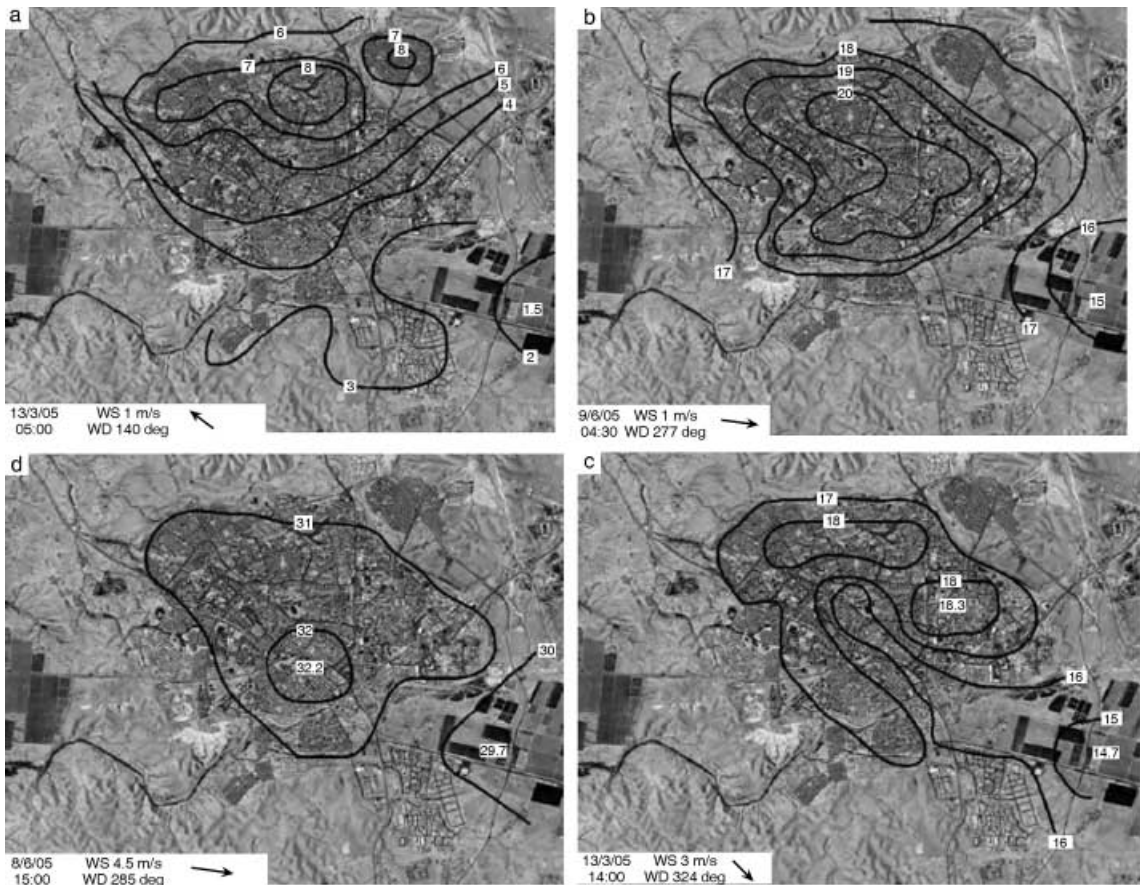 a
6
7
8
7
8
6
5
4
1.5
2
3
13/3/05 WS 1 m/s
05:00 WD 140 deg
b
18
19
20
17
16
15
17
9/6/05 WS 1 m/s
04:30 WD 277 deg
d
31
32
32.2
30
29.7
8/6/05 WS 4.5 m/s
15:00 WD 285 deg
c
17
18
18
18.3
16
15
14.7
16
13/3/05 WS 3 m/s
14:00 WD 324 deg